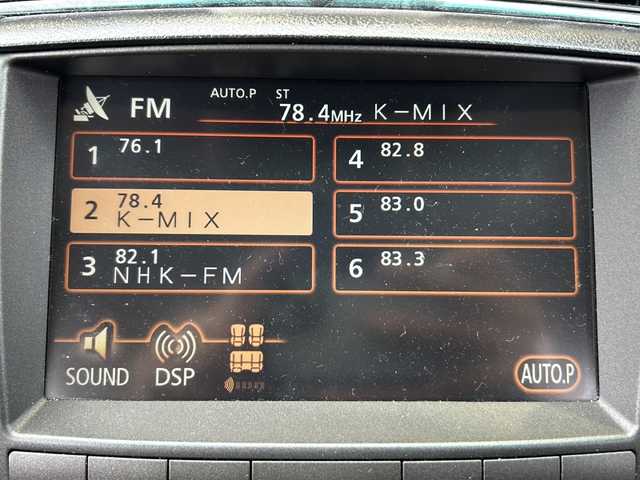 FM AUTO.P ST 78.4MHz K-MIX
1 76.1
2 78.4
K-MIX
3 82.1
NHK-FM
4 82.8
5 83.0
6 83.3
SOUND DSP AUTO.P